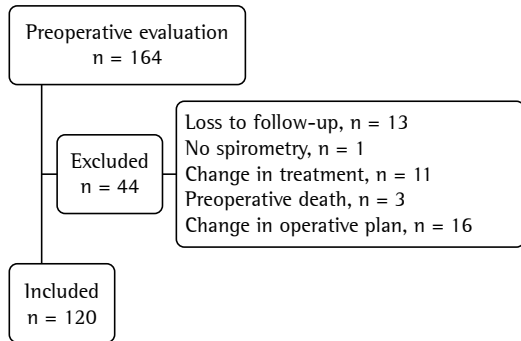 Preoperative evaluation
n = 164
Excluded
n = 44
Loss to follow-up, n = 13
No spirometry, n = 1
Change in treatment, n = 11
Preoperative death, n = 3
Change in operative plan, n = 16
Included
n = 120